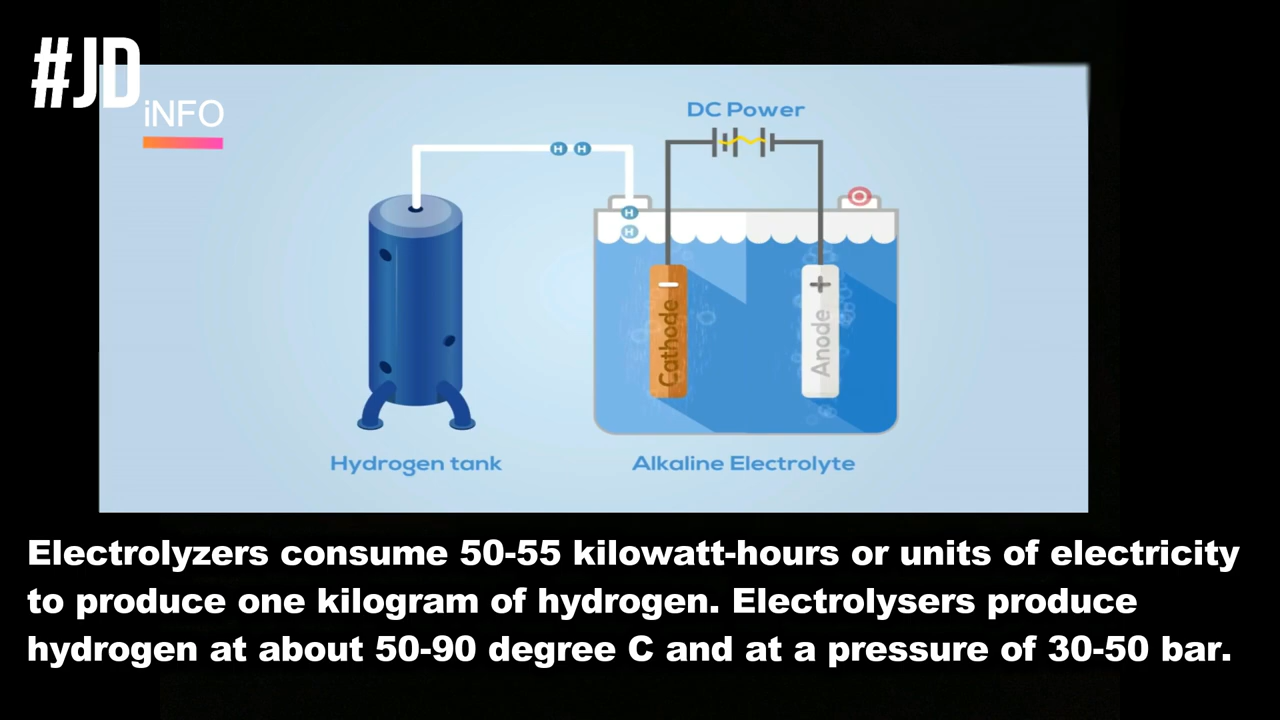 #JD
iNFO
DC Power
H H
H
H
O
− +
Cathode
Anode
Hydrogen tank
Alkaline Electrolyte
Electrolyzers consume 50-55 kilowatt-hours or units of electricity
to produce one kilogram of hydrogen. Electrolysers produce
hydrogen at about 50-90 degree C and at a pressure of 30-50 bar.